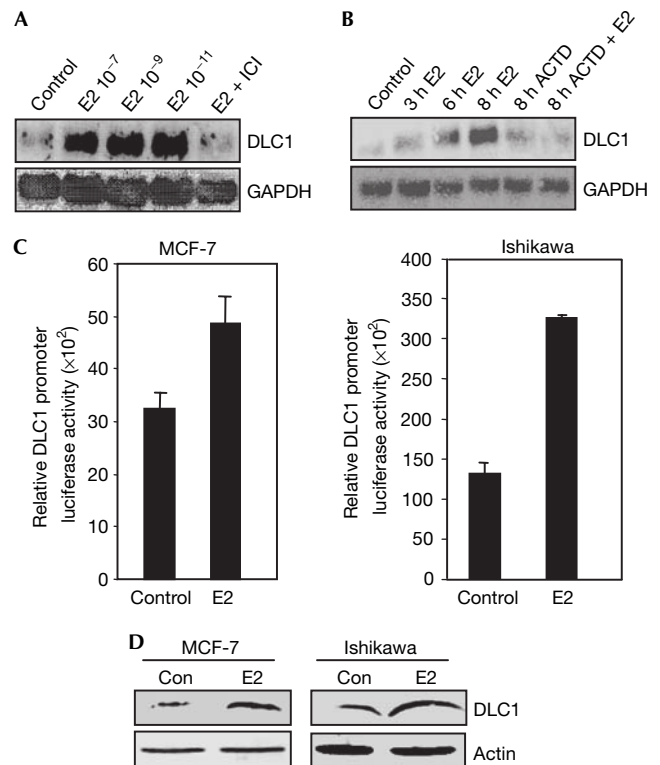 A
Control
E2 10⁻⁷
E2 10⁻⁹
E2 10⁻¹¹
E2 + ICI
DLC1
GAPDH
B
Control
3 h E2
6 h E2
8 h E2
8 h ACTD
8 h ACTD + E2
DLC1
GAPDH
C
MCF-7
Relative DLC1 promoter
luciferase activity (×10²)
60
50
40
30
20
10
0
Control
E2
Ishikawa
Relative DLC1 promoter
luciferase activity (×10²)
400
350
300
250
200
150
100
50
0
Control
E2
D
MCF-7
Con
E2
Ishikawa
Con
E2
DLC1
Actin